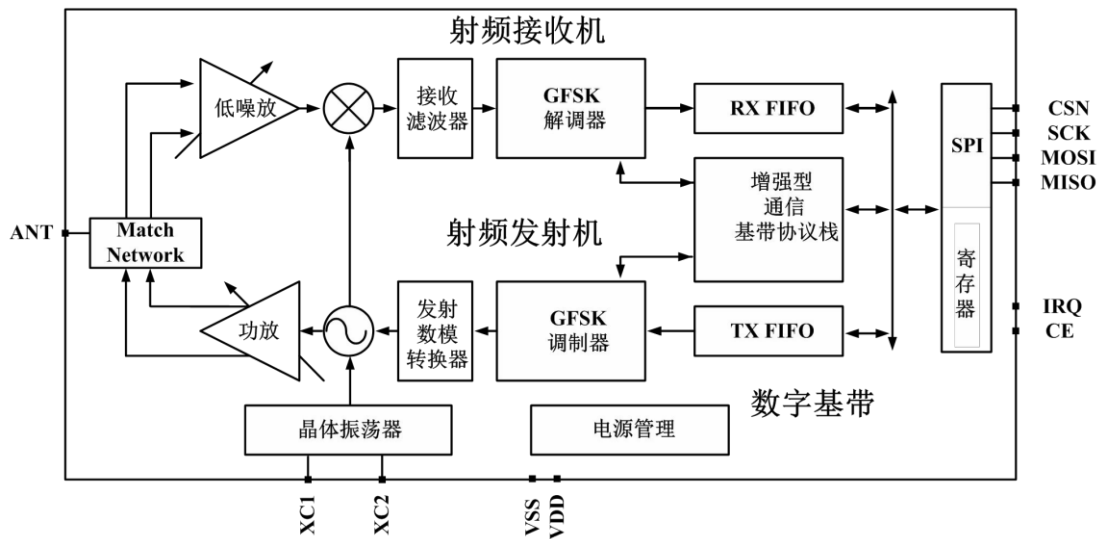 射频接收机
低噪放
接收
滤波器
GFSK
解调器
RX FIFO
SPI
CSN
SCK
MOSI
MISO
增强型
通信
基带协议栈
ANT
Match
Network
射频发射机
寄存器
功放
发射
数模
转换器
GFSK
调制器
TX FIFO
IRQ
CE
数字基带
晶体振荡器
电源管理
XC1
XC2
VSS
VDD